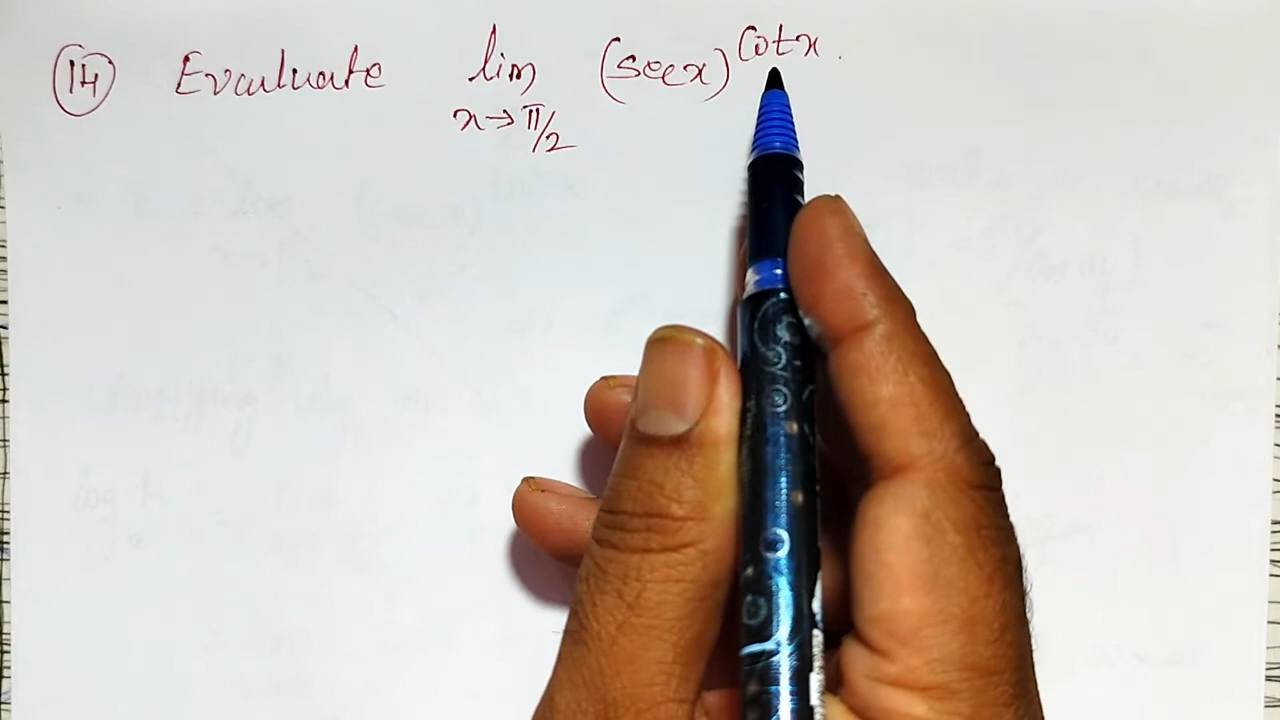 (14) Evaluate lim x→π/2 (secx)^cotx.